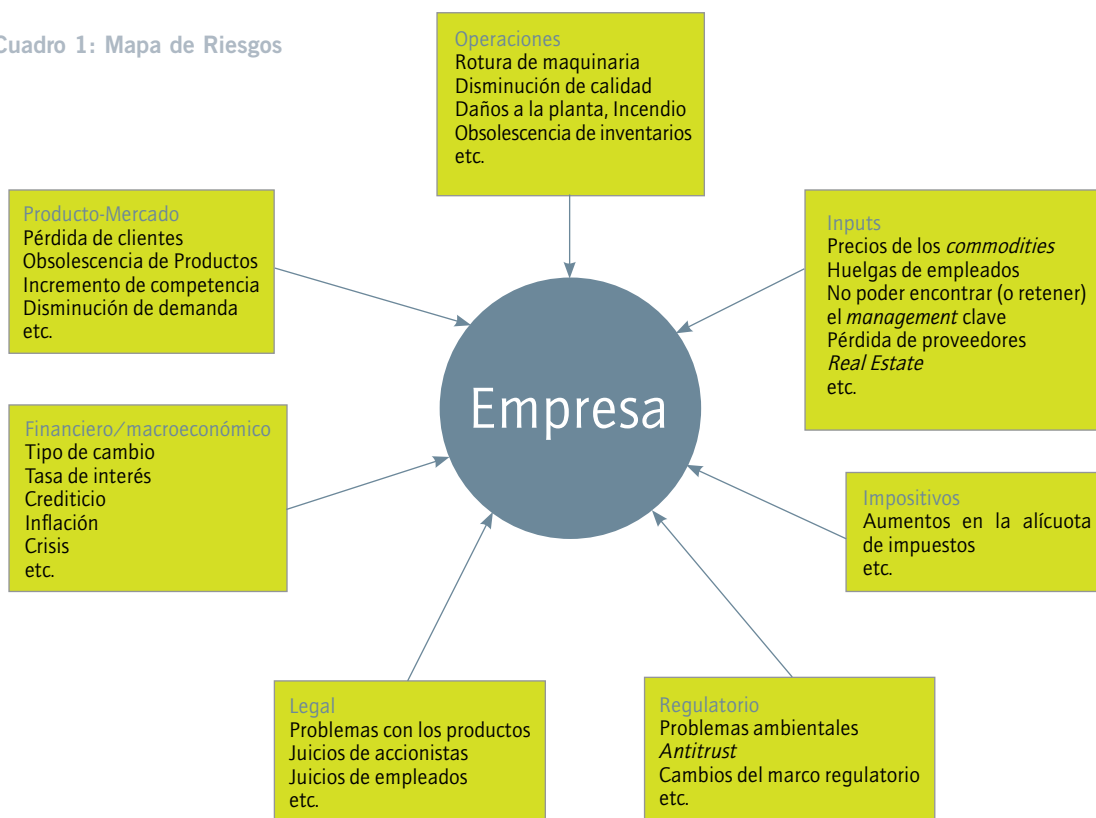 Cuadro 1: Mapa de Riesgos
Operaciones
Rotura de maquinaria
Disminución de calidad
Daños a la planta, Incendio
Obsolescencia de inventarios
etc.
Producto-Mercado
Pérdida de clientes
Obsolescencia de Productos
Incremento de competencia
Disminución de demanda
etc.
Inputs
Precios de los commodities
Huelgas de empleados
No poder encontrar (o retener)
el management clave
Pérdida de proveedores
Real Estate
etc.
Empresa
Financiero/macroeconómico
Tipo de cambio
Tasa de interés
Crediticio
Inflación
Crisis
etc.
Impositivos
Aumentos en la alícuota
de impuestos
etc.
Legal
Problemas con los productos
Juicios de accionistas
Juicios de empleados
etc.
Regulatorio
Problemas ambientales
Antitrust
Cambios del marco regulatorio
etc.